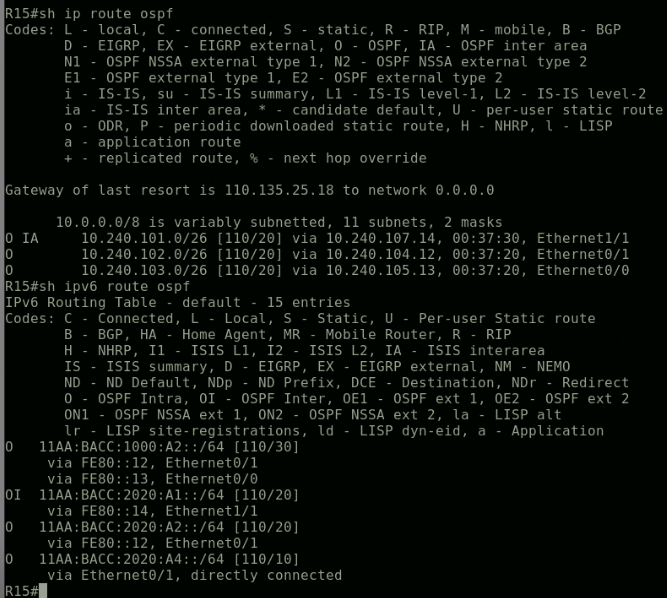 R15#sh ip route ospf
Codes: L - local, C - connected, S - static, R - RIP, M - mobile, B - BGP
       D - EIGRP, EX - EIGRP external, O - OSPF, IA - OSPF inter area
       N1 - OSPF NSSA external type 1, N2 - OSPF NSSA external type 2
       E1 - OSPF external type 1, E2 - OSPF external type 2
       i - IS-IS, su - IS-IS summary, L1 - IS-IS level-1, L2 - IS-IS level-2
       ia - IS-IS inter area, * - candidate default, U - per-user static route
       o - ODR, P - periodic downloaded static route, H - NHRP, l - LISP
       a - application route
       + - replicated route, % - next hop override
Gateway of last resort is 110.135.25.18 to network 0.0.0.0
      10.0.0.0/8 is variably subnetted, 11 subnets, 2 masks
O IA     10.240.101.0/26 [110/20] via 10.240.107.14, 00:37:30, Ethernet1/1
O        10.240.102.0/26 [110/20] via 10.240.104.12, 00:37:20, Ethernet0/1
O        10.240.103.0/26 [110/20] via 10.240.105.13, 00:37:20, Ethernet0/0
R15#sh ipv6 route ospf
IPv6 Routing Table - default - 15 entries
Codes: C - Connected, L - Local, S - Static, U - Per-user Static route
       B - BGP, HA - Home Agent, MR - Mobile Router, R - RIP
       H - NHRP, I1 - ISIS L1, I2 - ISIS L2, IA - ISIS interarea
       IS - ISIS summary, D - EIGRP, EX - EIGRP external, NM - NEMO
       ND - ND Default, NDp - ND Prefix, DCE - Destination, NDr - Redirect
       O - OSPF Intra, OI - OSPF Inter, OE1 - OSPF ext 1, OE2 - OSPF ext 2
       ON1 - OSPF NSSA ext 1, ON2 - OSPF NSSA ext 2, la - LISP alt
       lr - LISP site-registrations, ld - LISP dyn-eid, a - Application
O   11AA:BACC:1000:A2::/64 [110/30]
     via FE80::12, Ethernet0/1
     via FE80::13, Ethernet0/0
OI  11AA:BACC:2020:A1::/64 [110/20]
     via FE80::14, Ethernet1/1
O   11AA:BACC:2020:A2::/64 [110/20]
     via FE80::12, Ethernet0/1
O   11AA:BACC:2020:A4::/64 [110/10]
     via Ethernet0/1, directly connected
R15#